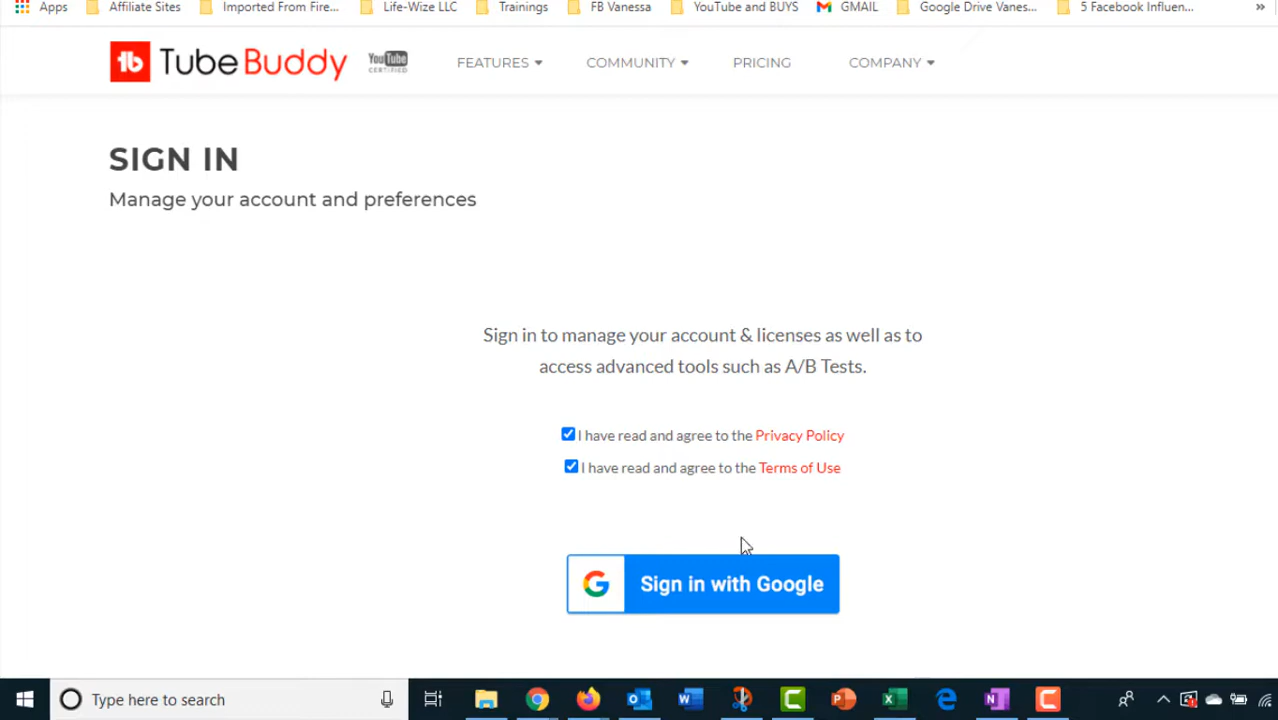 Apps Affiliate Sites Imported From Fire... Life-Wize LLC Trainings FB Vanessa YouTube and BUYS GMAIL Google Drive Vanes... 5 Facebook Influen... »
TubeBuddy YouTube CERTIFIED FEATURES COMMUNITY PRICING COMPANY
SIGN IN
Manage your account and preferences
Sign in to manage your account & licenses as well as to
access advanced tools such as A/B Tests.
I have read and agree to the Privacy Policy
I have read and agree to the Terms of Use
Sign in with Google
Type here to search